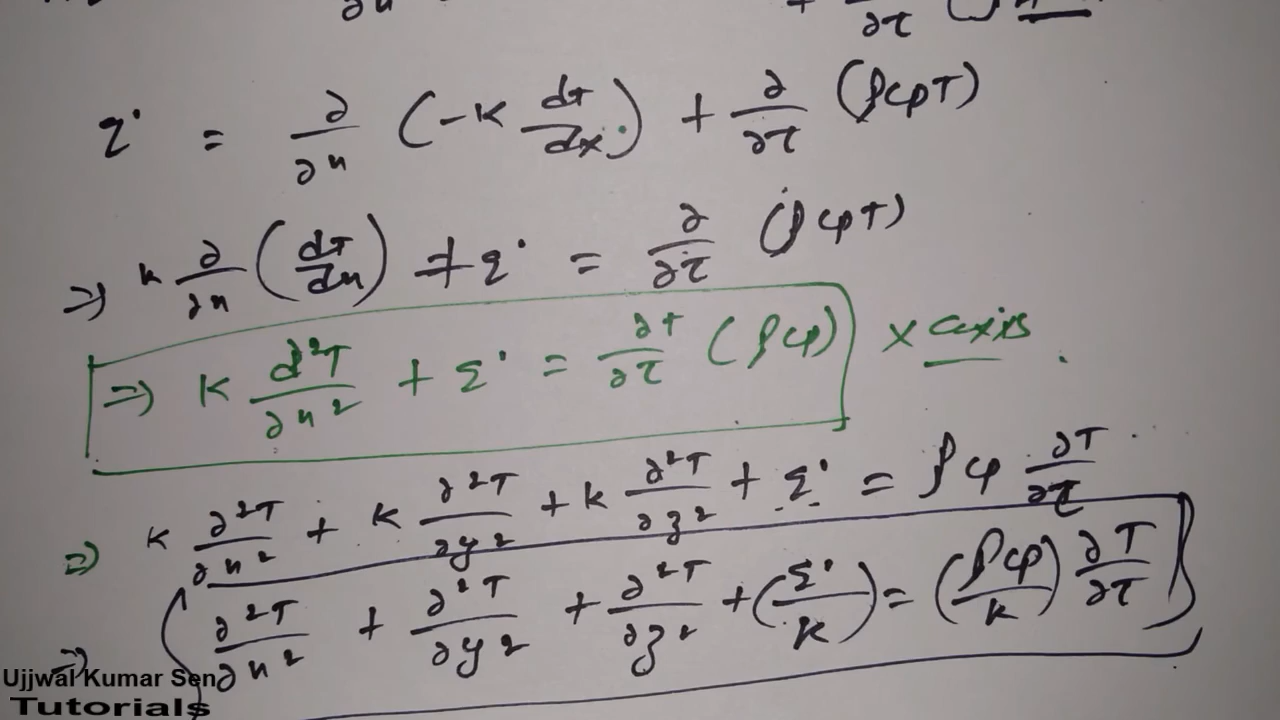 ∂x + ∂/∂τ
q̇ = ∂/∂x (-K dT/dx) + ∂/∂τ (ρCpT)
⇒ K ∂/∂x (dT/dx) + q̇ = ∂/∂τ (ρCpT)
⇒ K d²T/∂x² + q̇ = ∂T/∂τ (ρCp) x axis.
⇒ K ∂²T/∂x² + K ∂²T/∂y² + K ∂²T/∂z² + q̇ = ρCp ∂T/∂τ
⇒ (∂²T/∂x² + ∂²T/∂y² + ∂²T/∂z² + (q̇/K) = (ρCp/K) ∂T/∂τ)
Ujjwal Kumar Sen
Tutorials